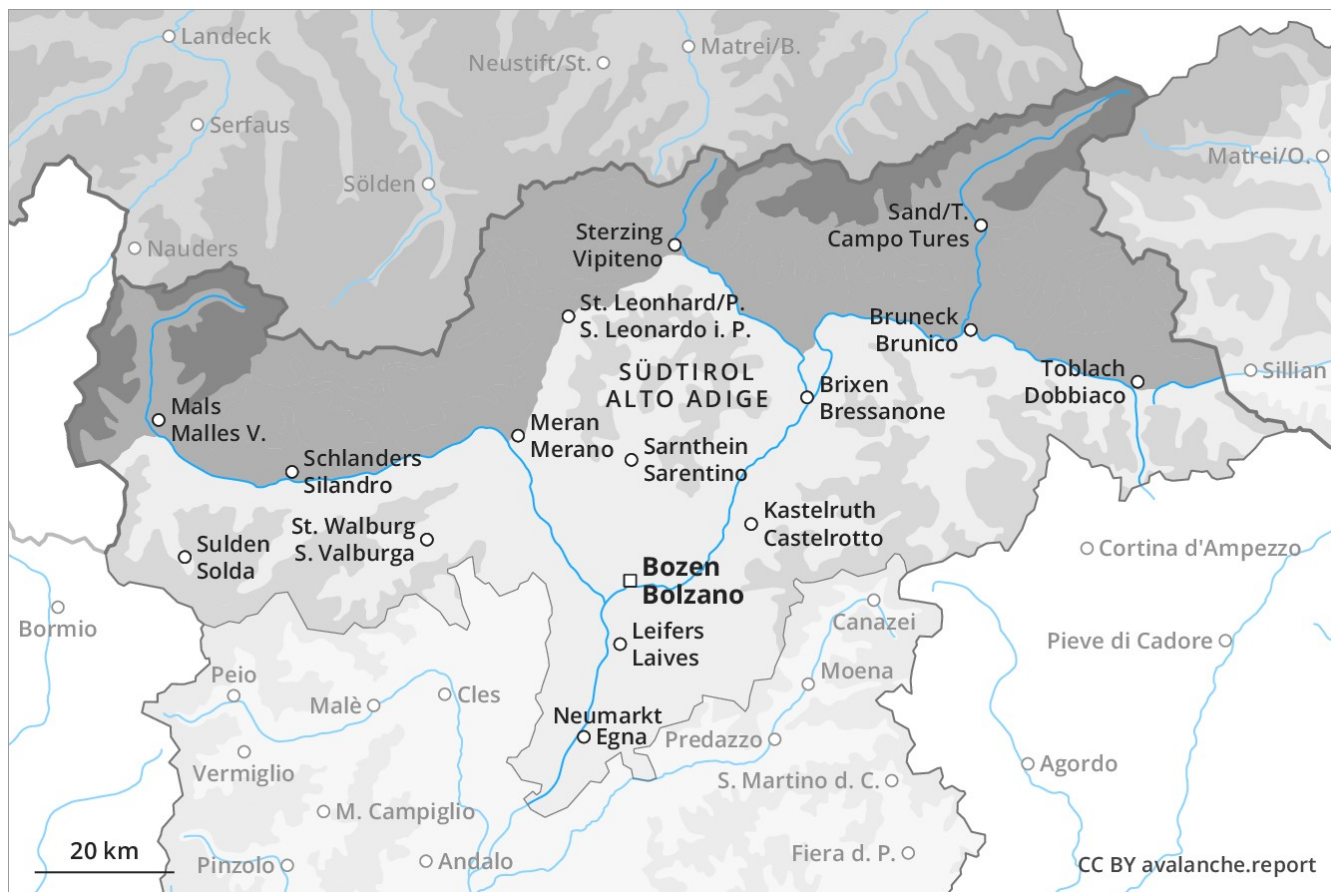 Landeck
Matrei/B.
Neustift/St.
Serfaus
Matrei/O.
Sölden
Sand/T.
Campo Tures
Sterzing
Vipiteno
Nauders
St. Leonhard/P.
S. Leonardo i. P.
Bruneck
Brunico
SÜDTIROL
ALTO ADIGE
Toblach
Dobbiaco
Sillian
Brixen
Bressanone
Mals
Malles V.
Meran
Merano
Sarnthein
Sarentino
Schlanders
Silandro
Kastelruth
Castelrotto
St. Walburg
S. Valburga
Sulden
Solda
Cortina d'Ampezzo
Bozen
Bolzano
Bormio
Canazei
Leifers
Laives
Pieve di Cadore
Peio
Moena
Malè
Cles
Neumarkt
Egna
Predazzo
Vermiglio
Agordo
S. Martino d. C.
M. Campiglio
20 km
Pinzolo
Andalo
Fiera d. P.
CC BY avalanche.report